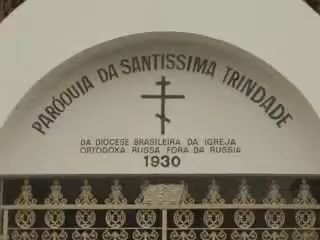 PARÓQUIA DA SANTISSIMA TRINDADE
DA DIOCESE BRASILEIRA DA IGREJA
ORTODOXA RUSSA FORA DA RUSSIA
1930